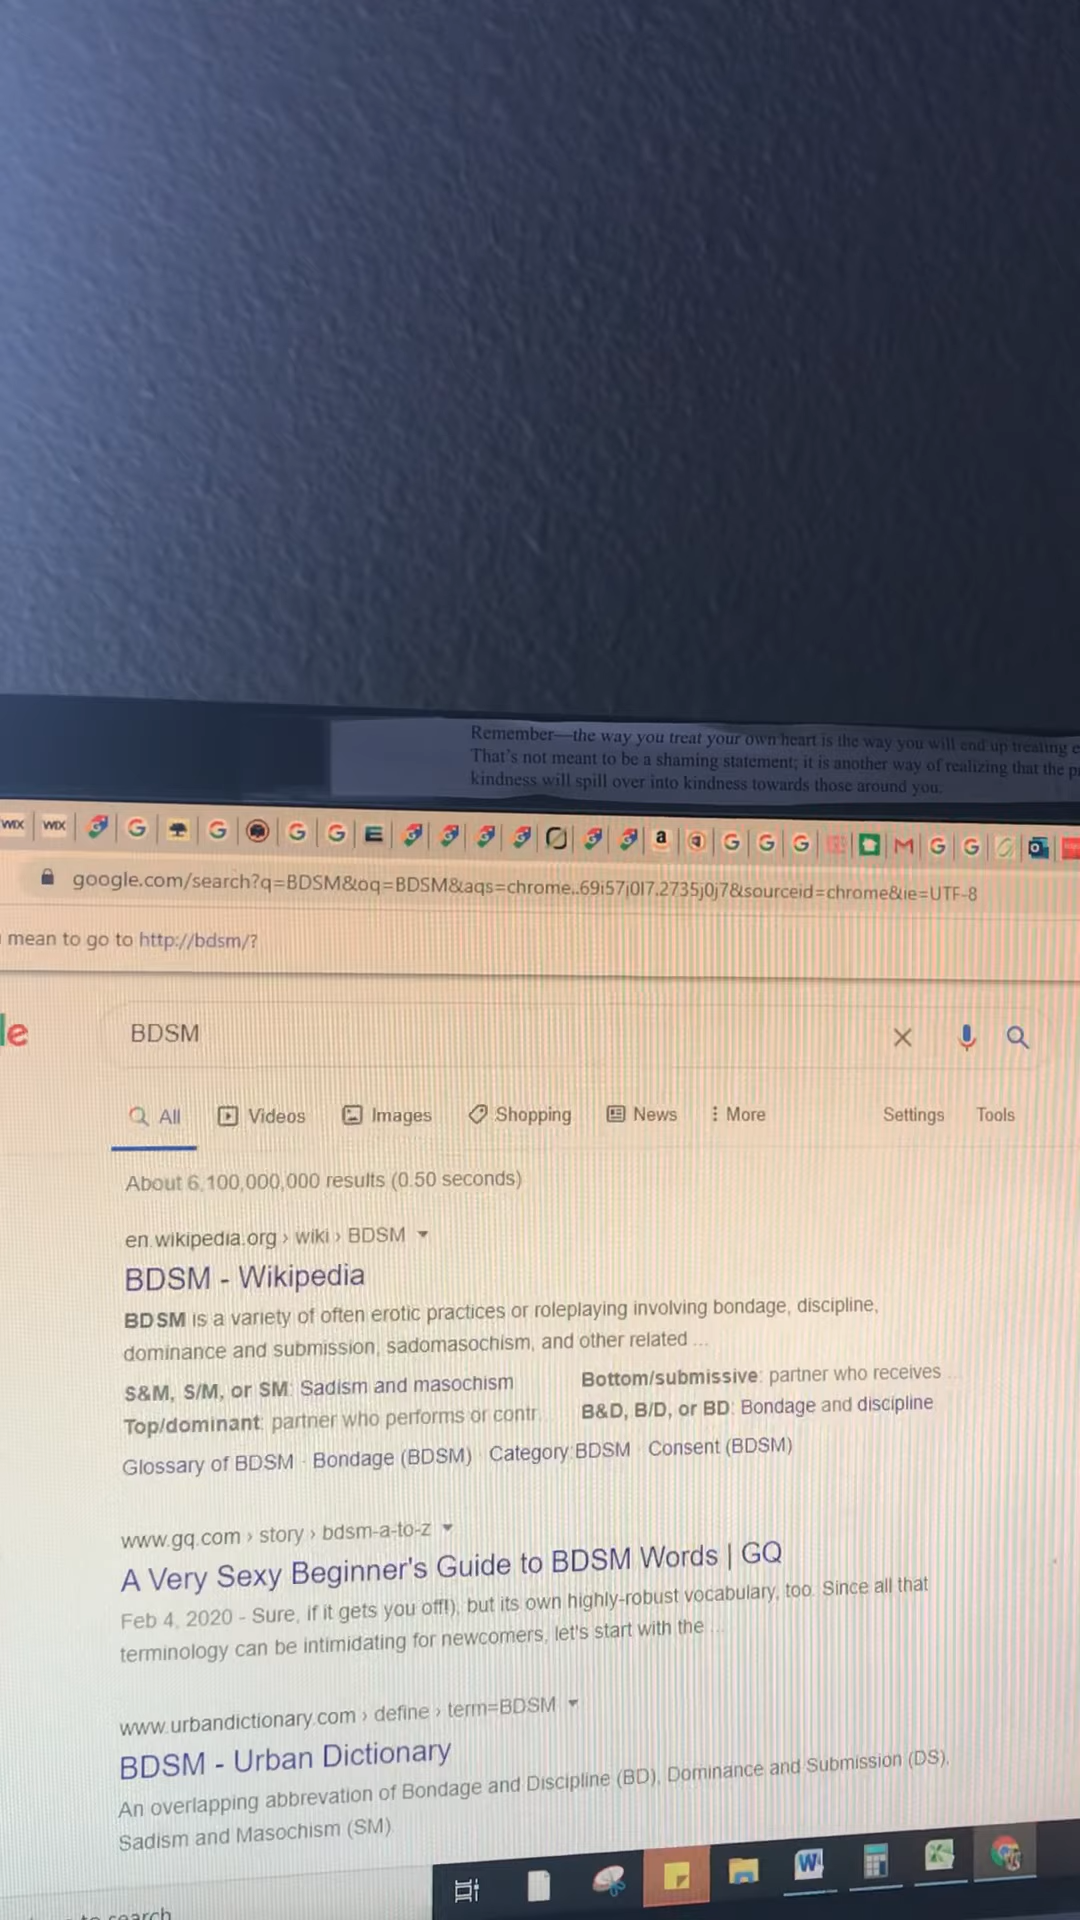 Remember—the way you treat your own heart is the way you will end up treating e
That's not meant to be a shaming statement; it is another way of realizing that the p
kindness will spill over into kindness towards those around you.
WIX WIX
google.com/search?q=BDSM&oq=BDSM&aqs=chrome..69i57j0l7.2735j0j7&sourceid=chrome&ie=UTF-8
mean to go to http://bdsm/?
le
BDSM
All Videos Images Shopping News More Settings Tools
About 6,100,000,000 results (0.50 seconds)
en.wikipedia.org › wiki › BDSM
BDSM - Wikipedia
BDSM is a variety of often erotic practices or roleplaying involving bondage, discipline,
dominance and submission, sadomasochism, and other related ...
S&M, S/M, or SM: Sadism and masochism Bottom/submissive: partner who receives ...
Top/dominant: partner who performs or contr... B&D, B/D, or BD: Bondage and discipline
Glossary of BDSM · Bondage (BDSM) · Category:BDSM · Consent (BDSM)
www.gq.com › story › bdsm-a-to-z
A Very Sexy Beginner's Guide to BDSM Words | GQ
Feb 4, 2020 - Sure, if it gets you off!), but its own highly-robust vocabulary, too. Since all that
terminology can be intimidating for newcomers, let's start with the ...
www.urbandictionary.com › define › term=BDSM
BDSM - Urban Dictionary
An overlapping abbrevation of Bondage and Discipline (BD), Dominance and Submission (DS),
Sadism and Masochism (SM).
to search